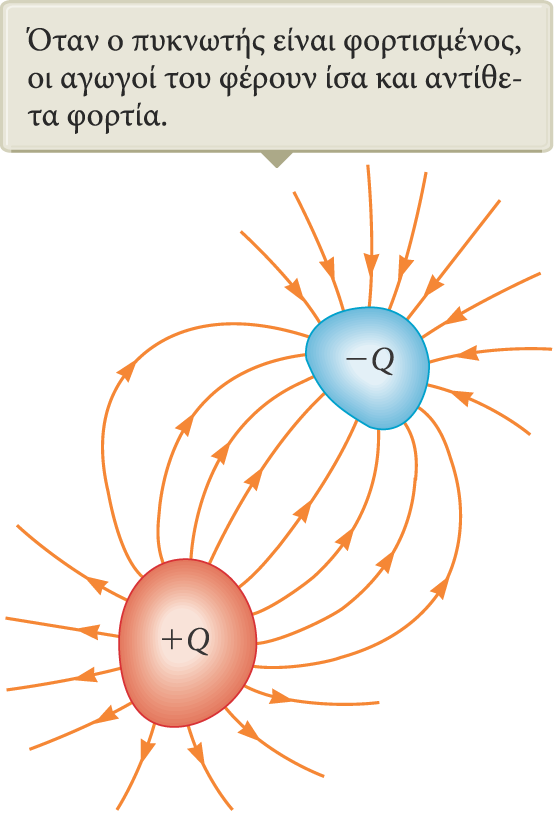 Όταν ο πυκνωτής είναι φορτισμένος,
οι αγωγοί του φέρουν ίσα και αντίθε-
τα φορτία.
−Q
+Q